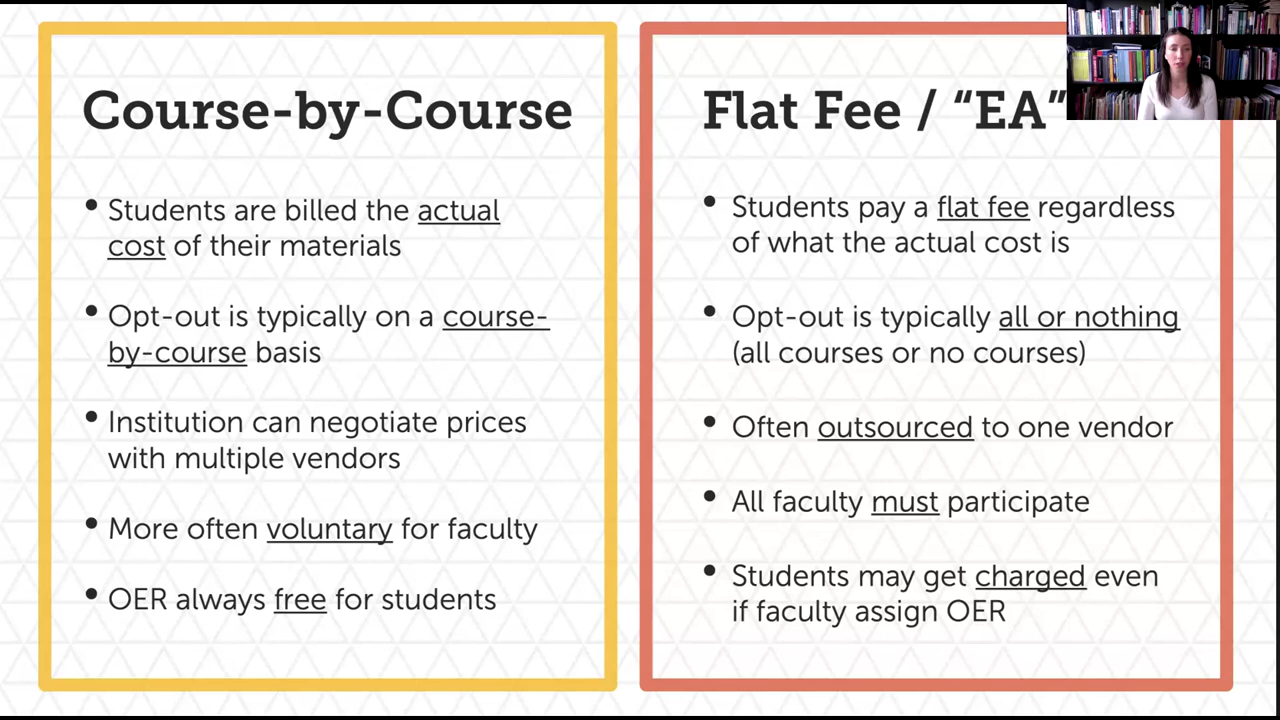 Course-by-Course
• Students are billed the actual
cost of their materials
• Opt-out is typically on a course-
by-course basis
• Institution can negotiate prices
with multiple vendors
• More often voluntary for faculty
• OER always free for students
Flat Fee / “EA”
• Students pay a flat fee regardless
of what the actual cost is
• Opt-out is typically all or nothing
(all courses or no courses)
• Often outsourced to one vendor
• All faculty must participate
• Students may get charged even
if faculty assign OER